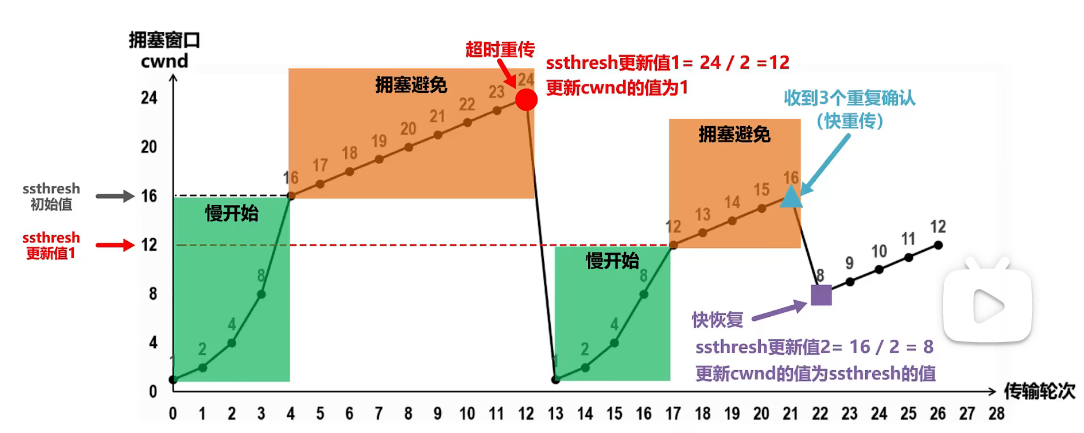 拥塞窗口
cwnd
超时重传
ssthresh更新值1= 24 / 2 =12
更新cwnd的值为1
拥塞避免
24
24
23
22
21
20
19
18
17
16
收到3个重复确认
（快重传）
拥塞避免
20
16
15
14
13
12
ssthresh
初始值
16
慢开始
ssthresh
更新值1
12
慢开始
12
11
10
9
8
8
8
8
4
4
4
2
2
1
1
0
快恢复
ssthresh更新值2= 16 / 2 = 8
更新cwnd的值为ssthresh的值
传输轮次
0 1 2 3 4 5 6 7 8 9 10 11 12 13 14 15 16 17 18 19 20 21 22 23 24 25 26 27 28